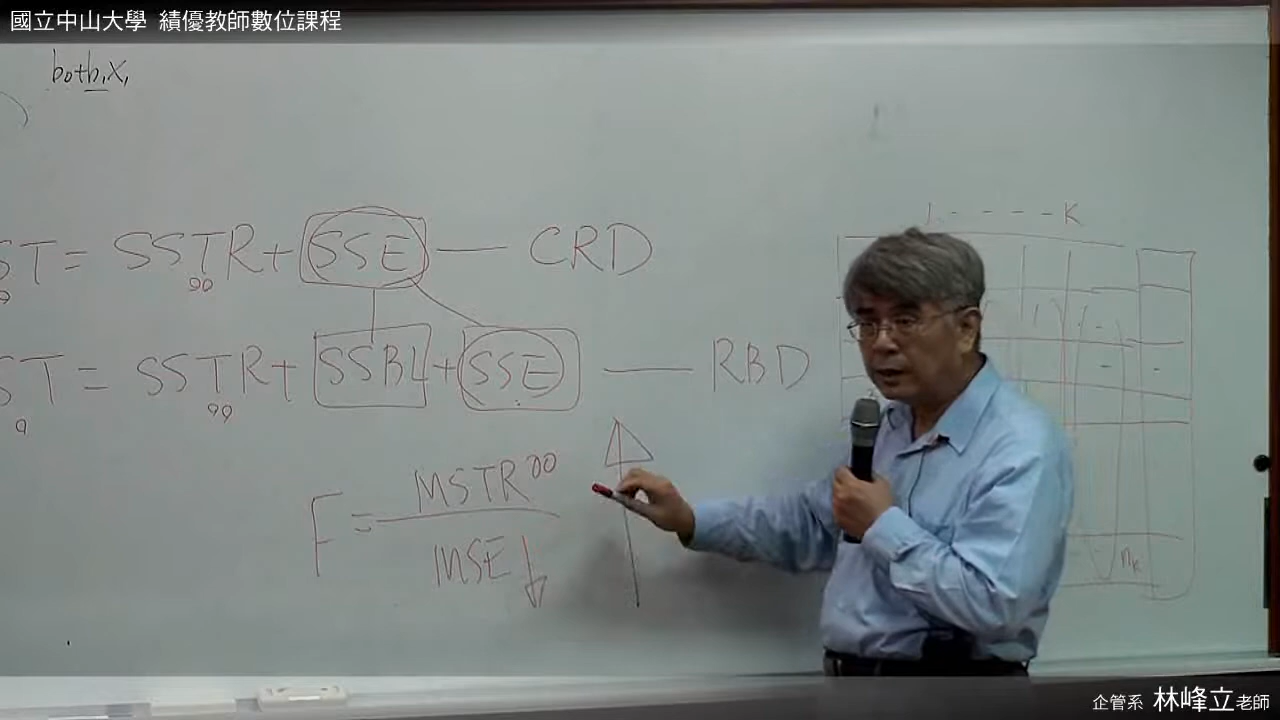 國立中山大學 績優教師數位課程
both, X,
1 - - - - - K
ST = SSTR + SSE — CRD
ST = SSTR + SSBL + SSE — RBD
F = MSTR
MSE ↓
nk
企管系 林峰立老師